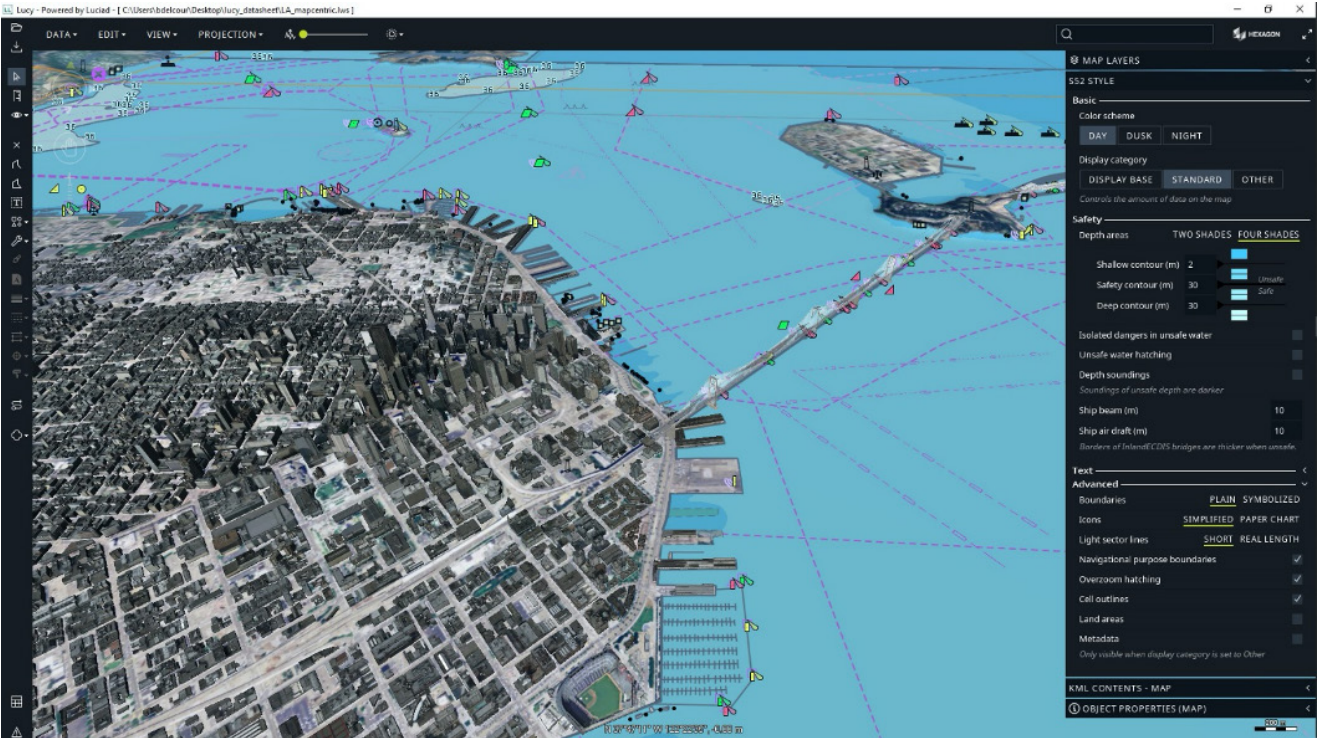 Lucy - Powered by Luciad - [ C:\Users\bdelcour\Desktop\lucy_datasheet\LA_mapcentric.lws ]
DATA EDIT VIEW PROJECTION
HEXAGON
MAP LAYERS
S52 STYLE
Basic
Color scheme
DAY DUSK NIGHT
Display category
DISPLAY BASE STANDARD OTHER
Controls the amount of data on the map
Safety
Depth areas TWO SHADES FOUR SHADES
Shallow contour (m) 2
Unsafe
Safety contour (m) 30
Safe
Deep contour (m) 30
Isolated dangers in unsafe water
Unsafe water hatching
Depth soundings
Soundings of unsafe depth are darker
Ship beam (m) 10
Ship air draft (m) 10
Borders of InlandECDIS bridges are thicker when unsafe.
Text
Advanced
Boundaries PLAIN SYMBOLIZED
Icons SIMPLIFIED PAPER CHART
Light sector lines SHORT REAL LENGTH
Navigational purpose boundaries
Overzoom hatching
Cell outlines
Land areas
Metadata
Only visible when display category is set to Other
KML CONTENTS - MAP
OBJECT PROPERTIES (MAP)
200 m